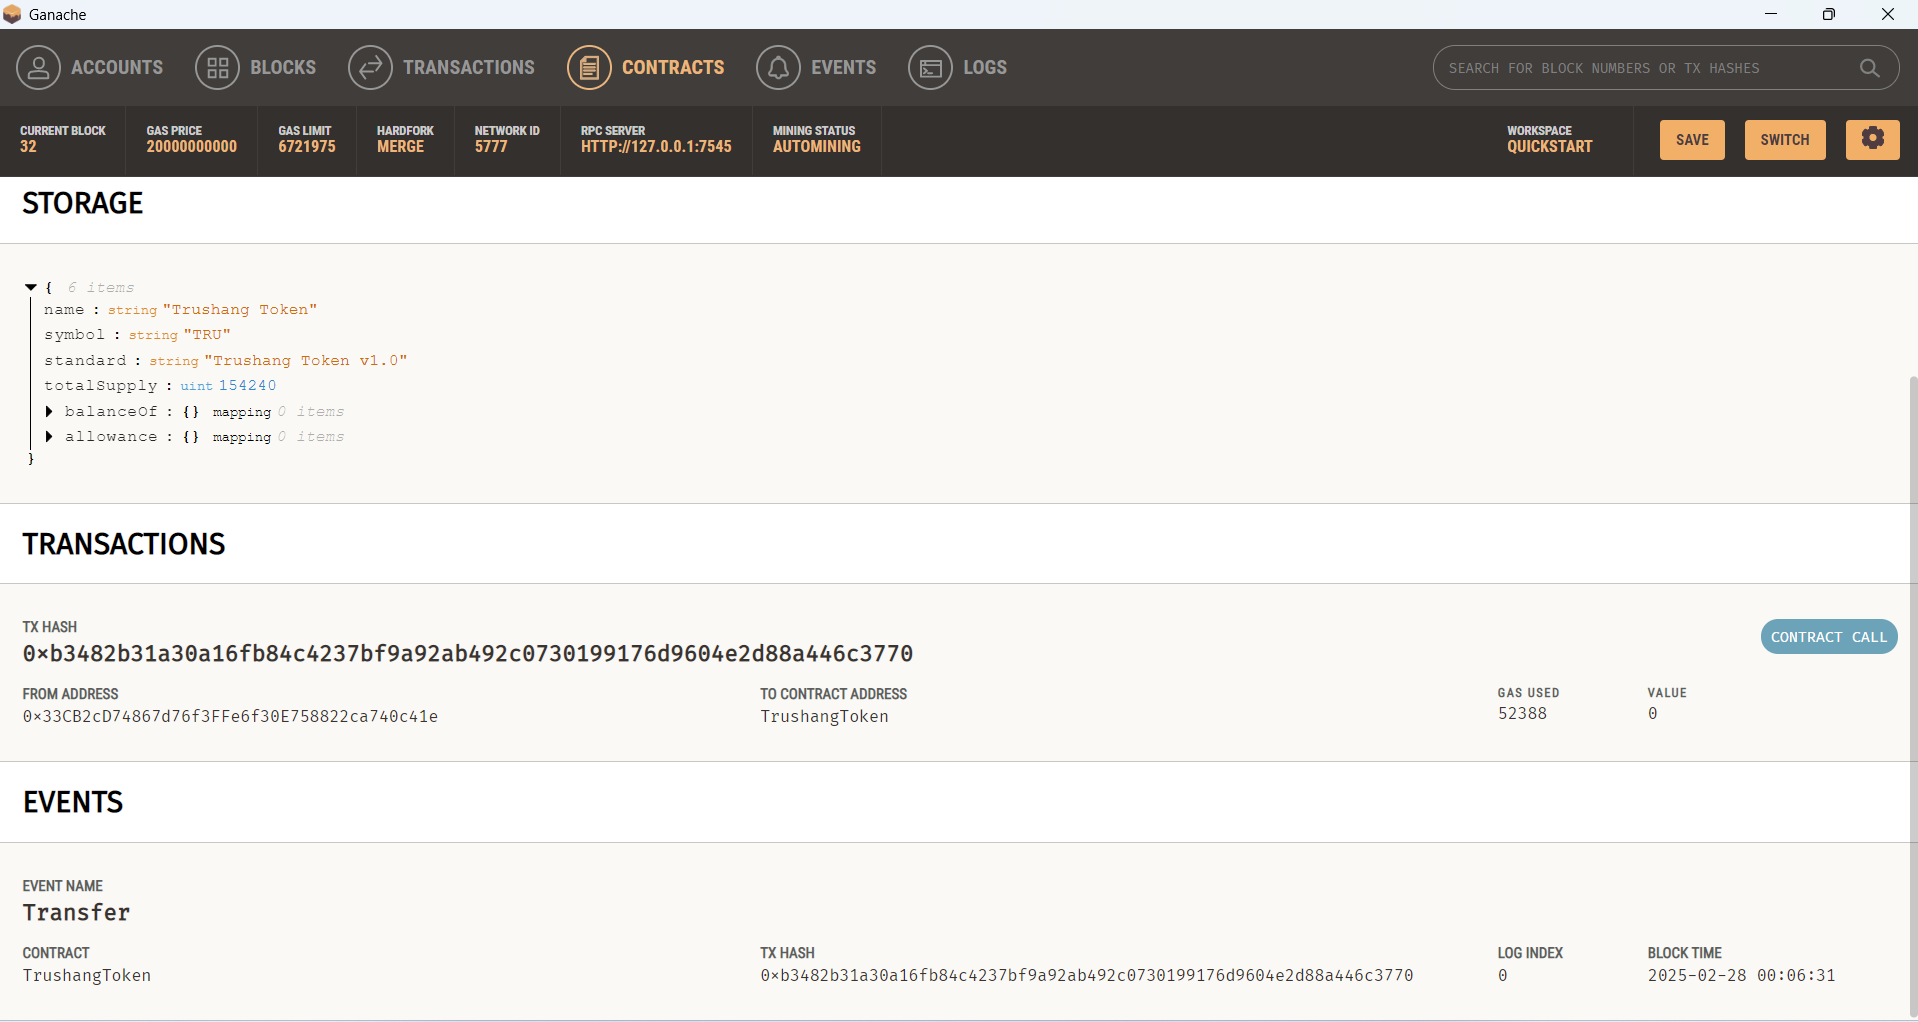 Ganache
ACCOUNTS BLOCKS TRANSACTIONS CONTRACTS EVENTS LOGS SEARCH FOR BLOCK NUMBERS OR TX HASHES
CURRENT BLOCK GAS PRICE GAS LIMIT HARDFORK NETWORK ID RPC SERVER MINING STATUS WORKSPACE
32 20000000000 6721975 MERGE 5777 HTTP://127.0.0.1:7545 AUTOMINING QUICKSTART SAVE SWITCH
STORAGE
{ 6 items
name : string "Trushang Token"
symbol : string "TRU"
standard : string "Trushang Token v1.0"
totalSupply : uint 154240
balanceOf : {} mapping 0 items
allowance : {} mapping 0 items
}
TRANSACTIONS
TX HASH
0×b3482b31a30a16fb84c4237bf9a92ab492c0730199176d9604e2d88a446c3770 CONTRACT CALL
FROM ADDRESS TO CONTRACT ADDRESS GAS USED VALUE
0×33CB2cD74867d76f3FFe6f30E758822ca740c41e TrushangToken 52388 0
EVENTS
EVENT NAME
Transfer
CONTRACT TX HASH LOG INDEX BLOCK TIME
TrushangToken 0×b3482b31a30a16fb84c4237bf9a92ab492c0730199176d9604e2d88a446c3770 0 2025-02-28 00:06:31